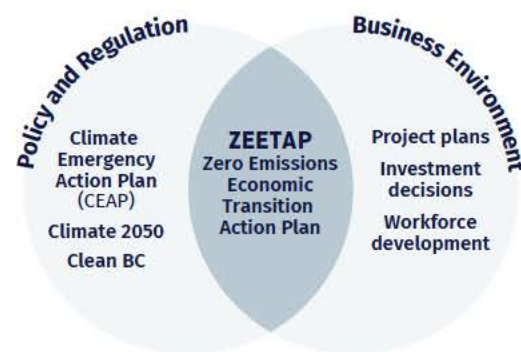 Policy and Regulation
Climate
Emergency
Action Plan
(CEAP)
Climate 2050
Clean BC
ZEETAP
Zero Emissions
Economic
Transition
Action Plan
Business Environment
Project plans
Investment
decisions
Workforce
development